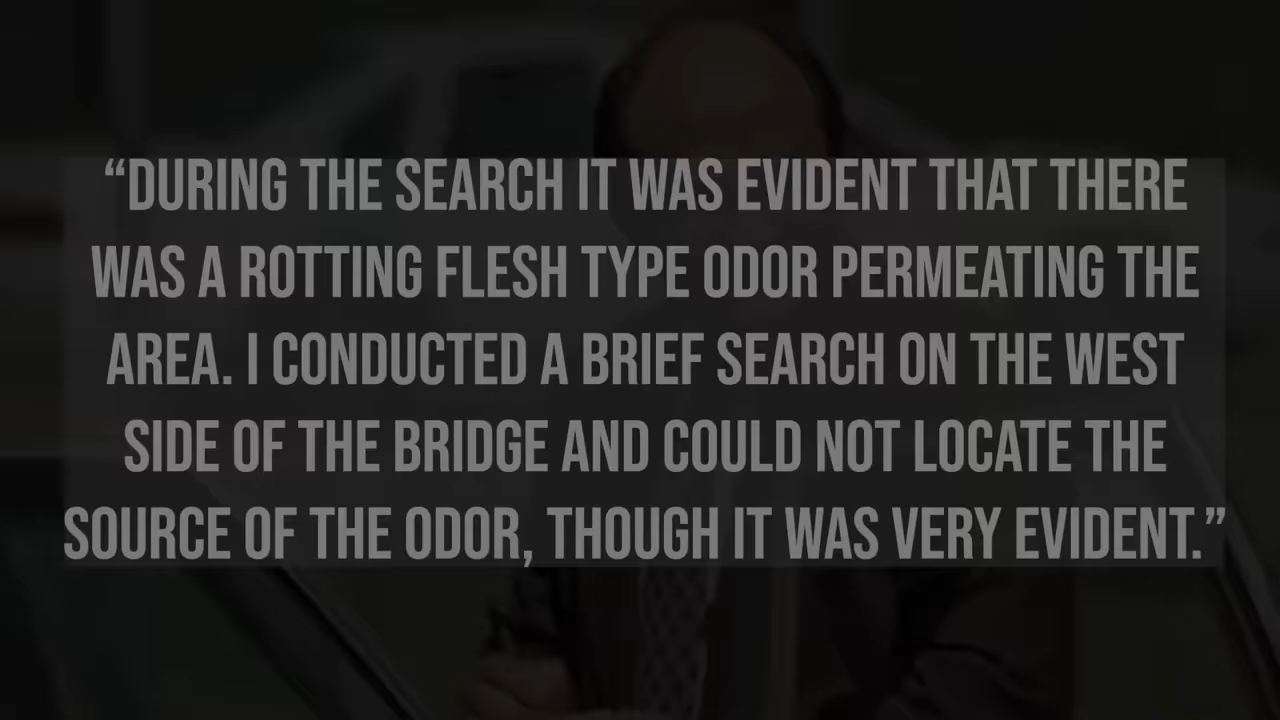 “DURING THE SEARCH IT WAS EVIDENT THAT THERE
WAS A ROTTING FLESH TYPE ODOR PERMEATING THE
AREA. I CONDUCTED A BRIEF SEARCH ON THE WEST
SIDE OF THE BRIDGE AND COULD NOT LOCATE THE
SOURCE OF THE ODOR, THOUGH IT WAS VERY EVIDENT.”